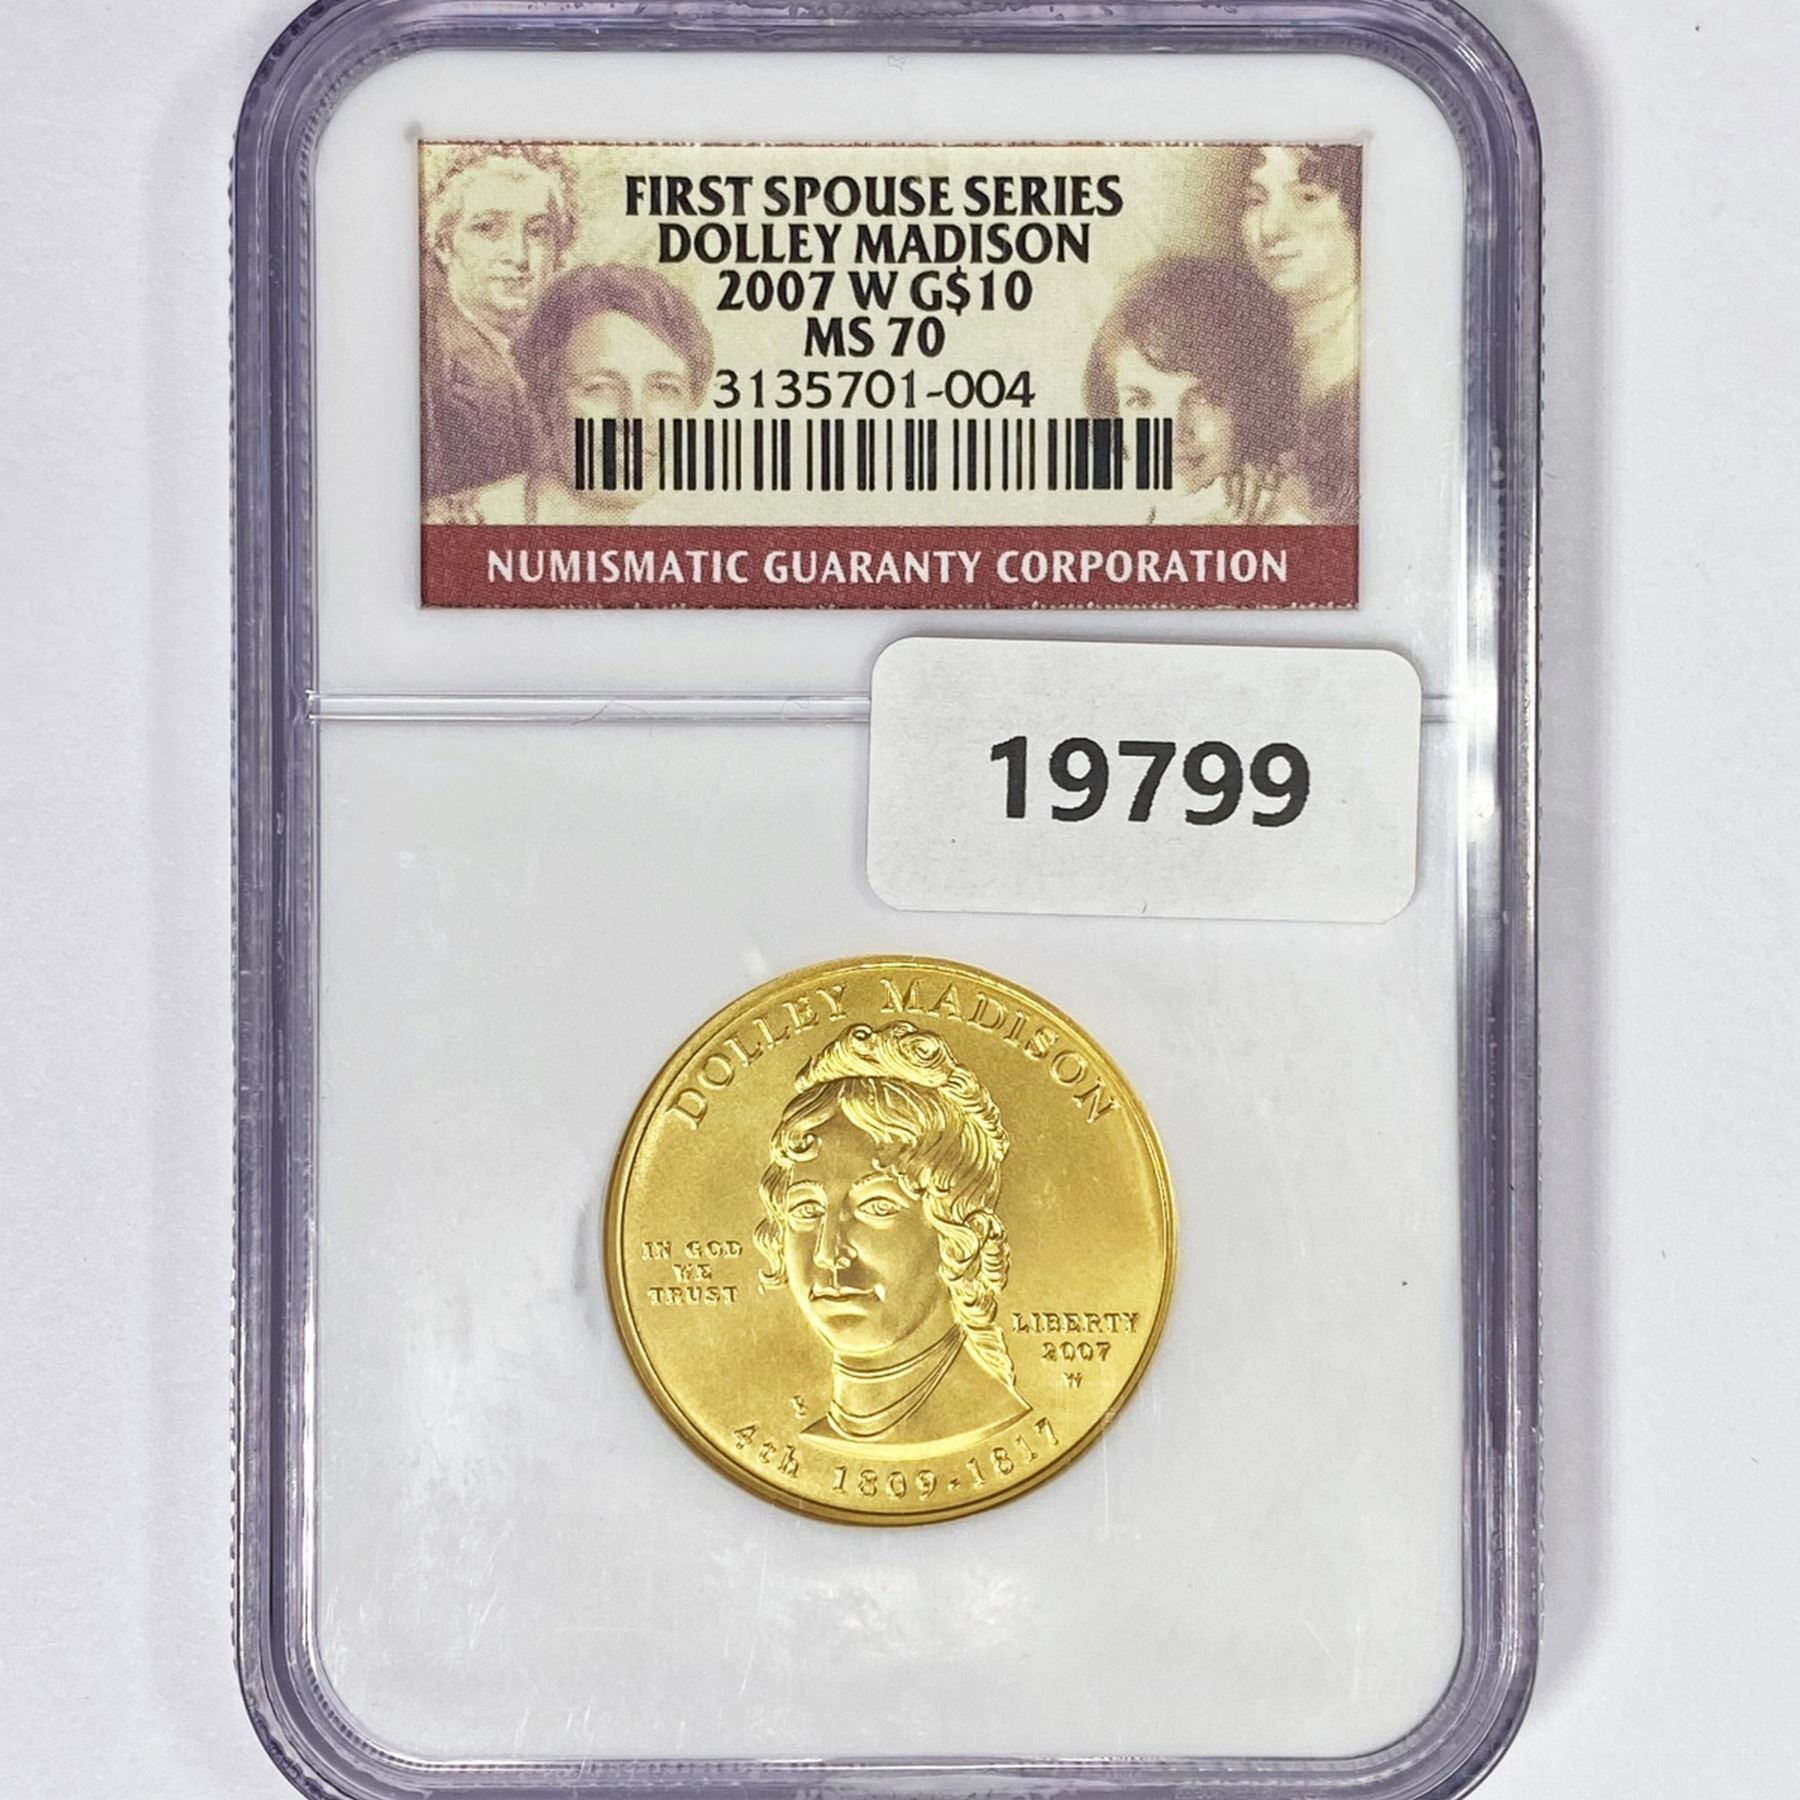 FIRST SPOUSE SERIES
DOLLEY MADISON
2007 W G$10
MS 70
3135701-004
NUMISMATIC GUARANTY CORPORATION
19799
DOLLEY MADISON
IN GOD
WE
TRUST
LIBERTY
2007
W
4th 1809-1817